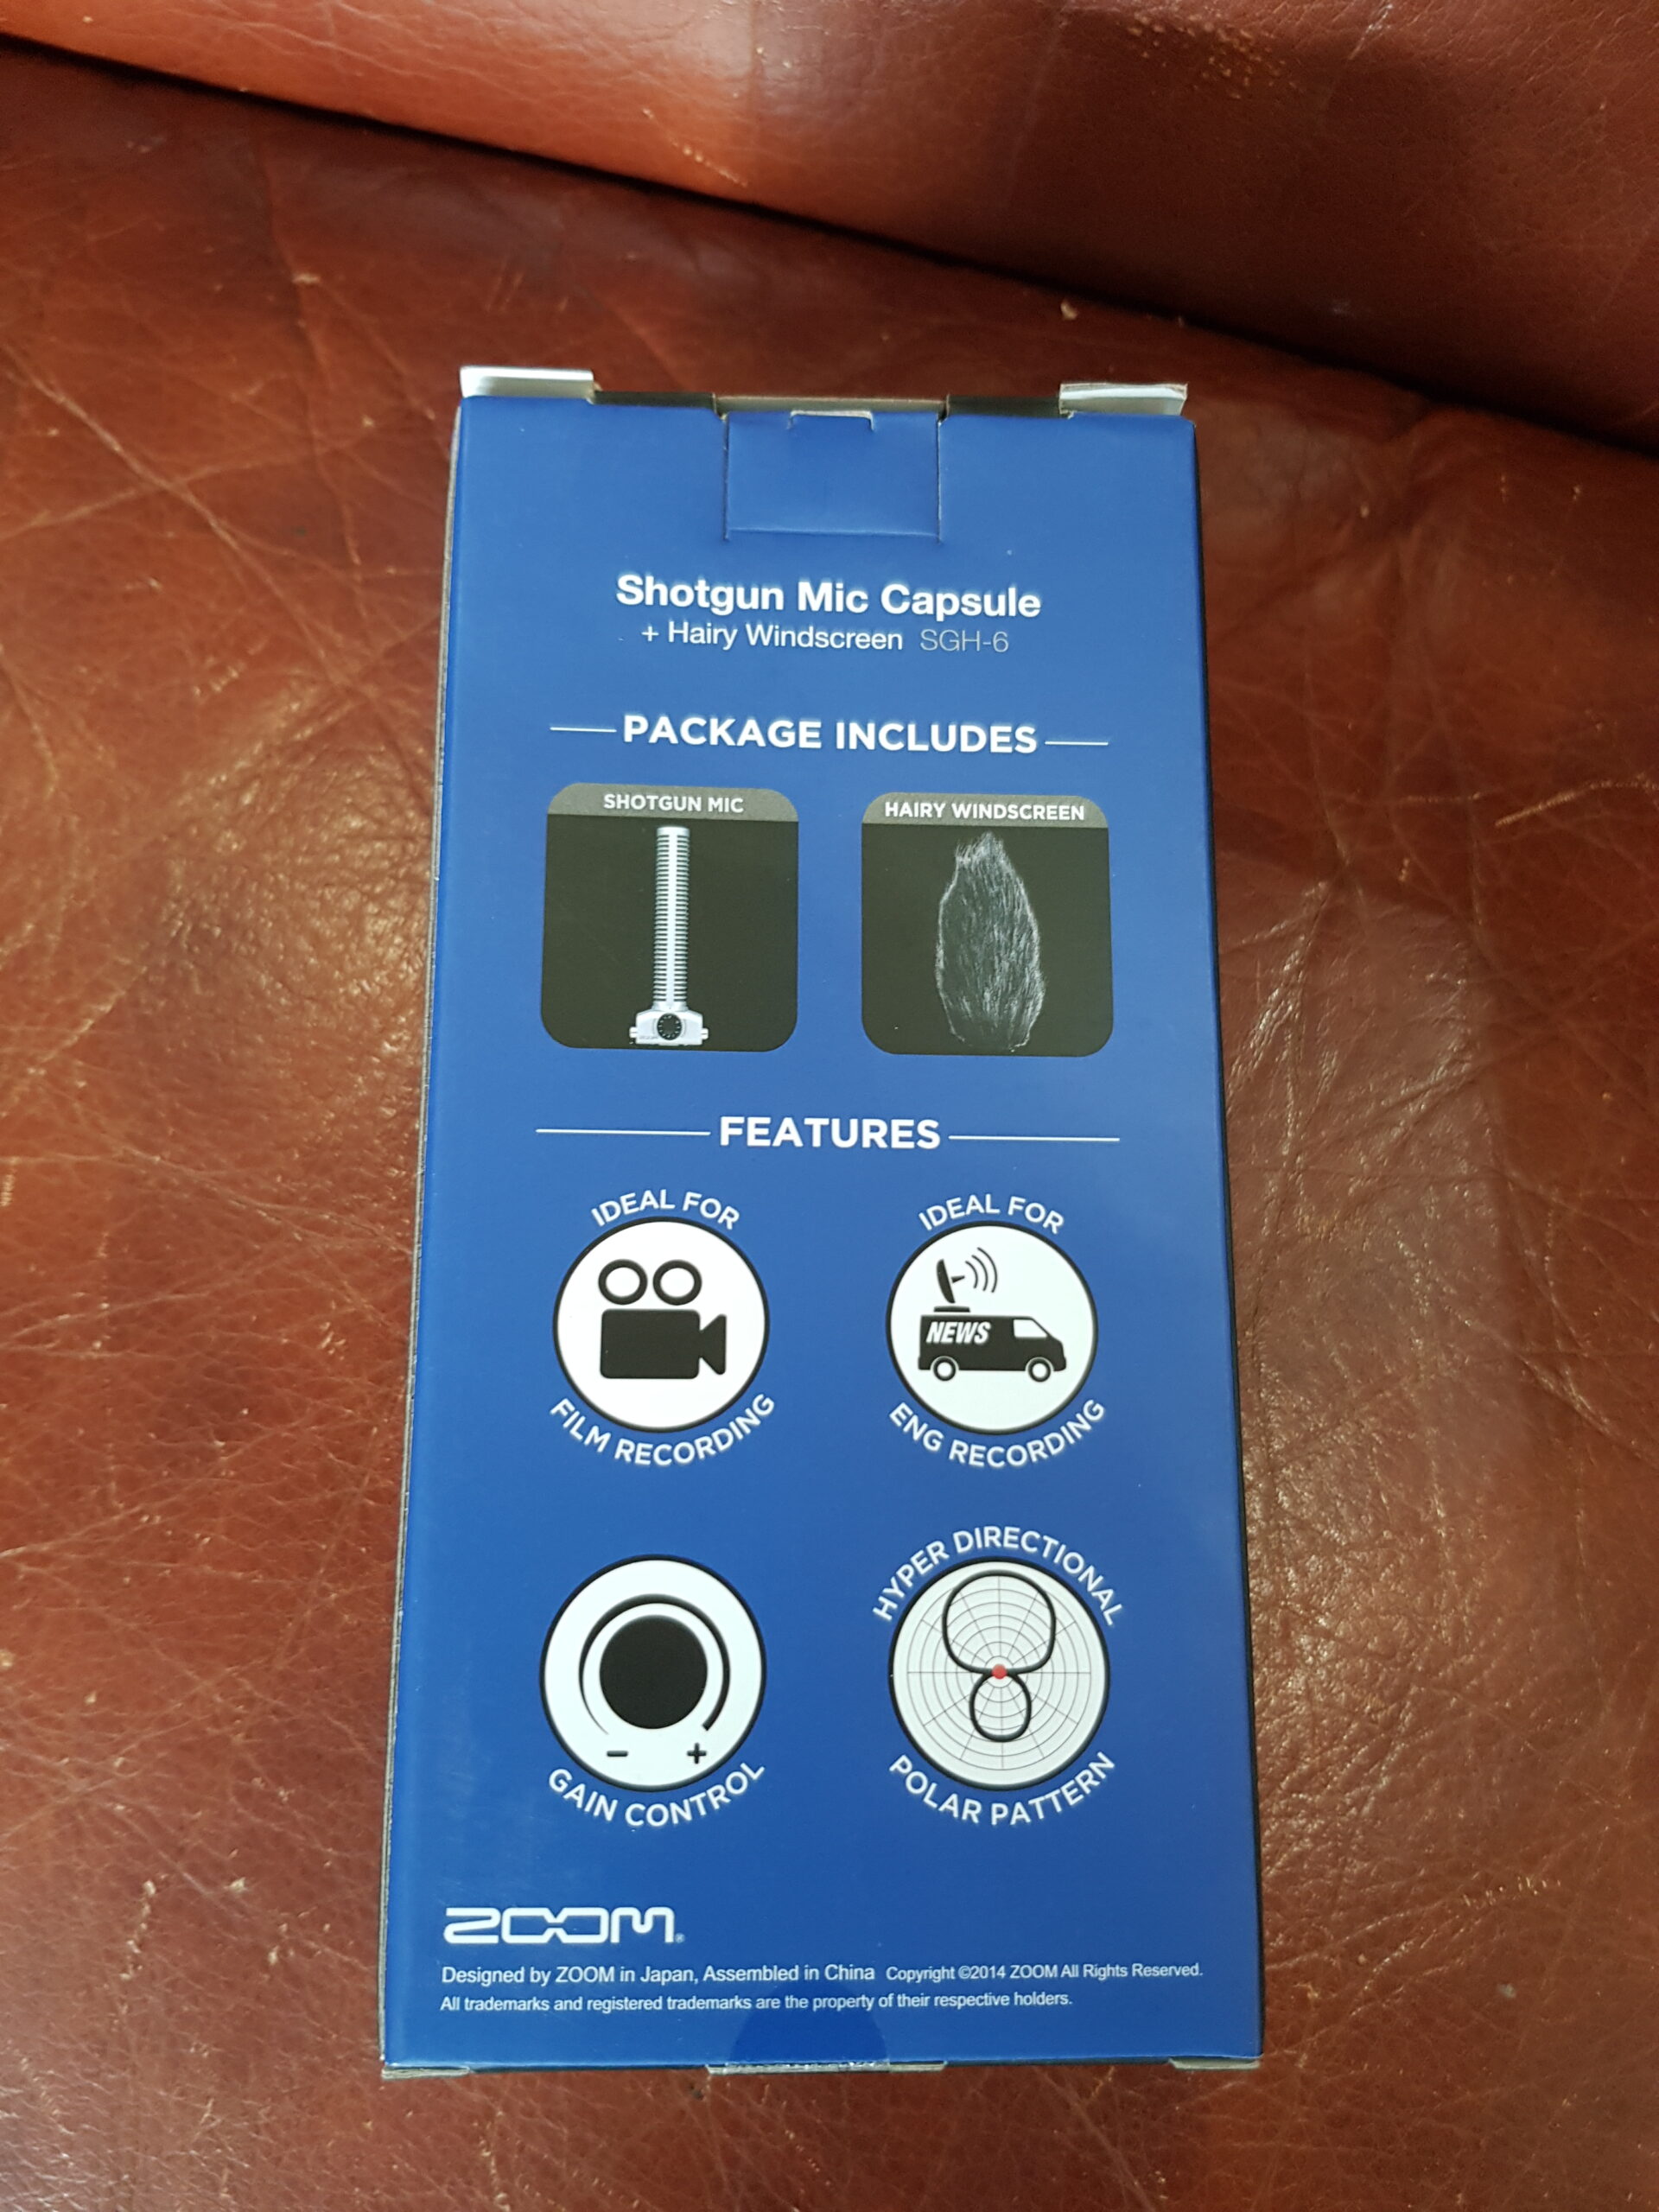 Shotgun Mic Capsule
+ Hairy Windscreen SGH-6
PACKAGE INCLUDES
SHOTGUN MIC
HAIRY WINDSCREEN
FEATURES
IDEAL FOR
FILM RECORDING
IDEAL FOR
NEWS
ENG RECORDING
- +
GAIN CONTROL
HYPER DIRECTIONAL
POLAR PATTERN
ZOOM®
Designed by ZOOM in Japan, Assembled in China Copyright ©2014 ZOOM All Rights Reserved.
All trademarks and registered trademarks are the property of their respective holders.